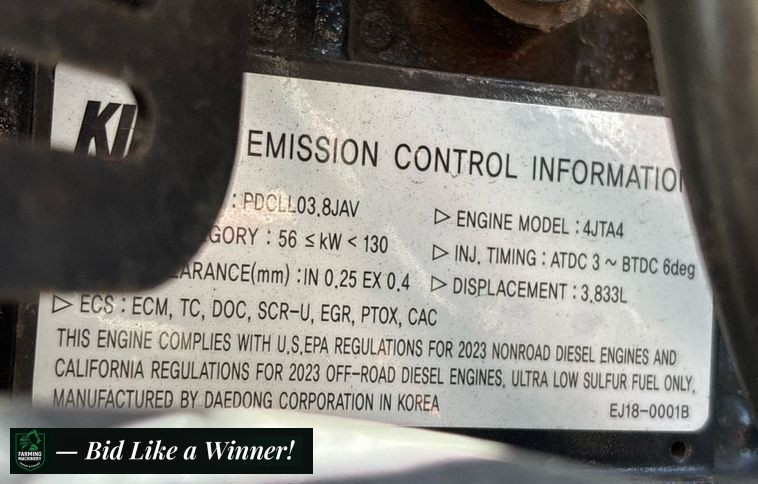 EMISSION CONTROL INFORMATIO
: PDCLL03.8JAV
▷ ENGINE MODEL : 4JTA4
GORY : 56 ≤ kW < 130
▷ INJ. TIMING : ATDC 3 ~ BTDC 6deg
EARANCE(mm) : IN 0.25 EX 0.4
▷ DISPLACEMENT : 3,833L
▷ ECS : ECM, TC, DOC, SCR-U, EGR, PTOX, CAC
THIS ENGINE COMPLIES WITH U.S.EPA REGULATIONS FOR 2023 NONROAD DIESEL ENGINES AND
CALIFORNIA REGULATIONS FOR 2023 OFF-ROAD DIESEL ENGINES, ULTRA LOW SULFUR FUEL ONLY.
MANUFACTURED BY DAEDONG CORPORATION IN KOREA
EJ18-0001B
FARMING
MACHINERY
— Bid Like a Winner!